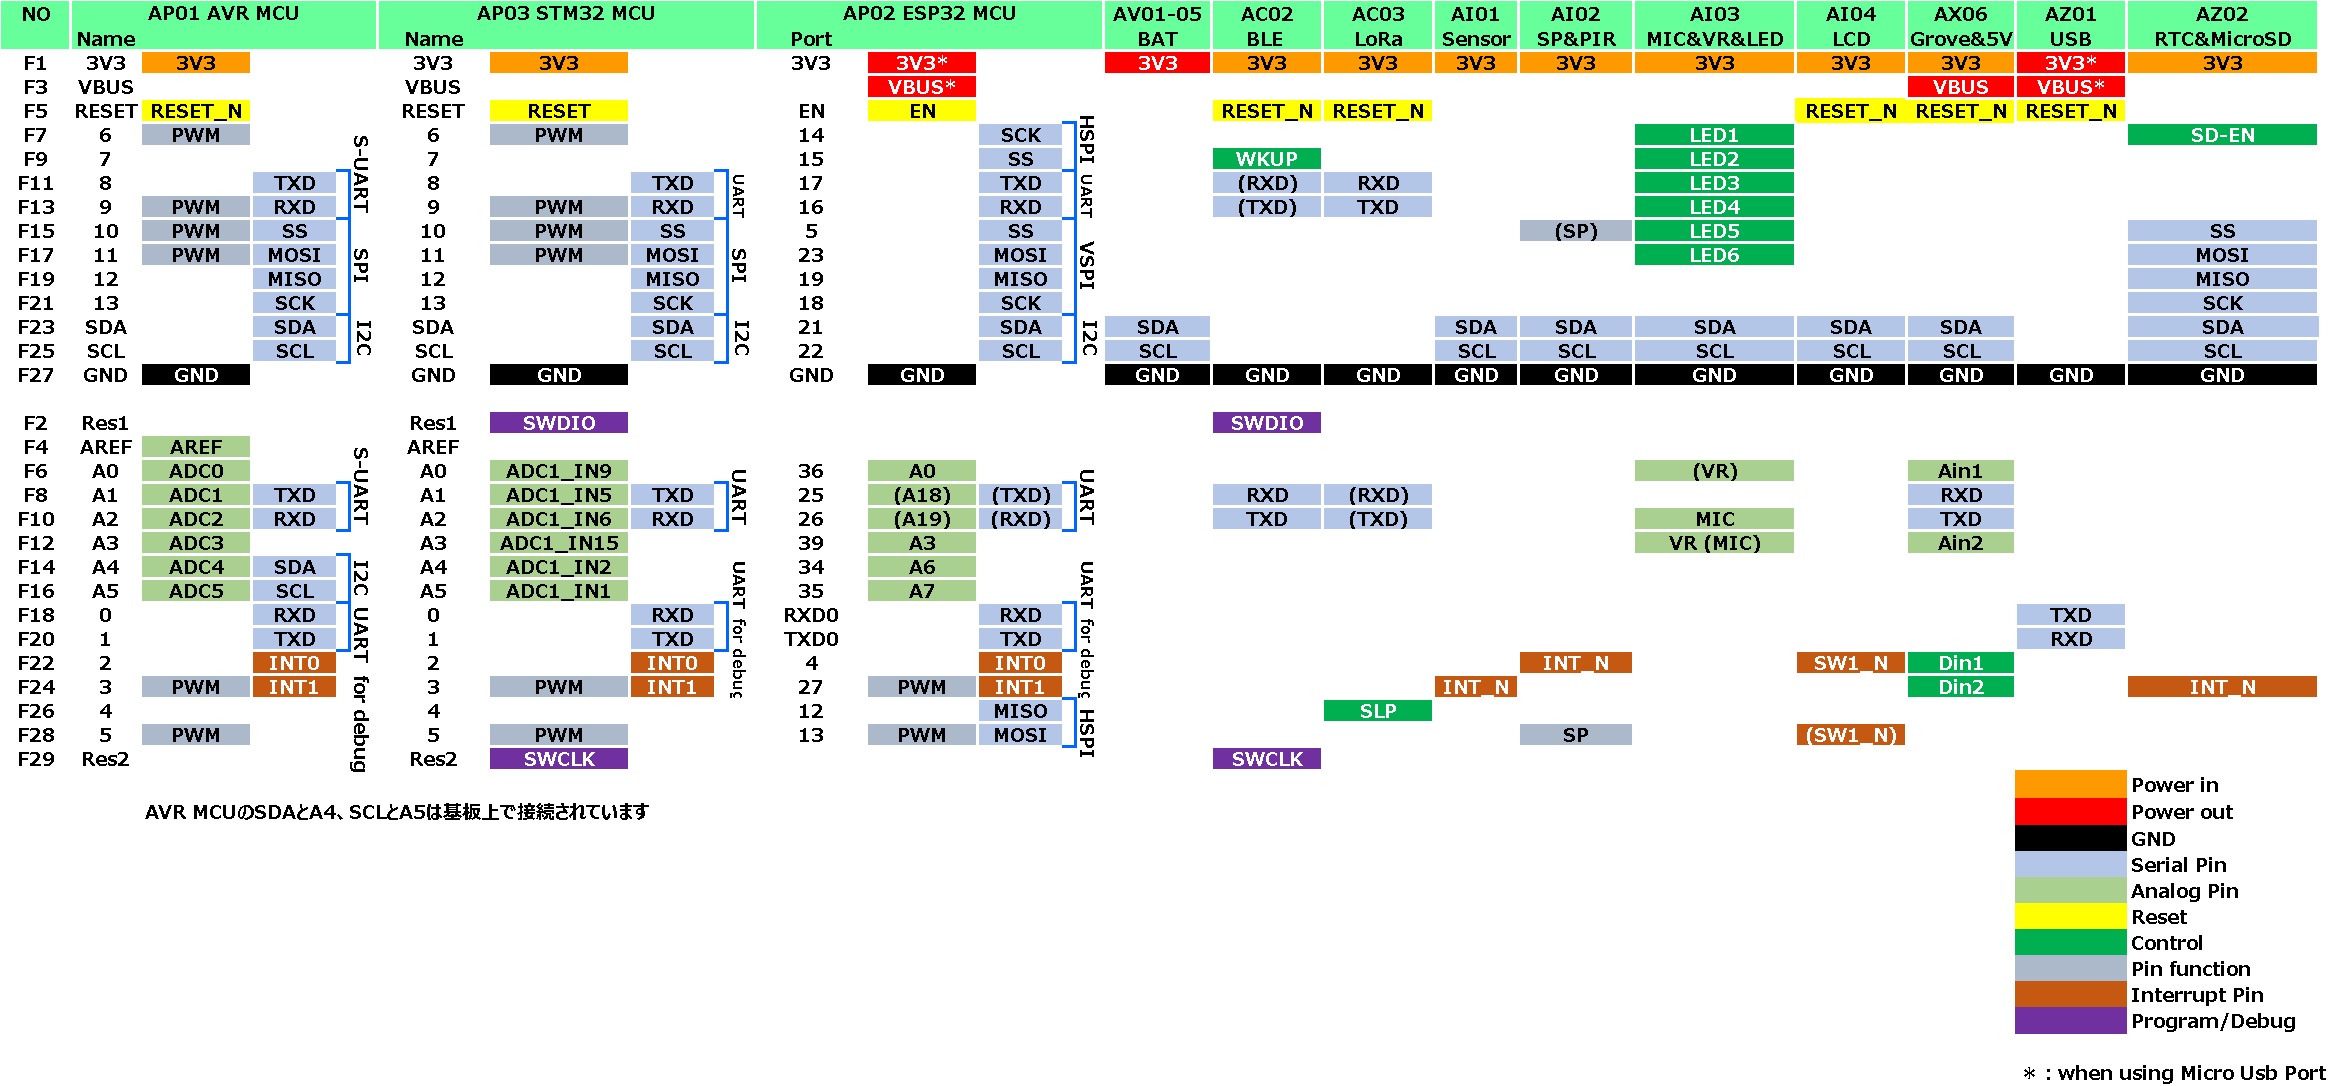 NO AP01 AVR MCU AP03 STM32 MCU AP02 ESP32 MCU AV01-05 AC02 AC03 AI01 AI02 AI03 AI04 AX06 AZ01 AZ02
Name Name Port BAT BLE LoRa Sensor SP&PIR MIC&VR&LED LCD Grove&5V USB RTC&MicroSD
F1 3V3 3V3 3V3 3V3 3V3 3V3* 3V3 3V3 3V3 3V3 3V3 3V3 3V3 3V3 3V3* 3V3
F3 VBUS VBUS VBUS* VBUS VBUS*
F5 RESET RESET_N RESET RESET EN EN RESET_N RESET_N RESET_N RESET_N RESET_N
F7 6 PWM 6 PWM 14 SCK LED1 SD-EN
F9 7 7 15 SS WKUP LED2
F11 8 TXD 8 TXD 17 TXD (RXD) RXD LED3
F13 9 PWM RXD 9 PWM RXD 16 RXD (TXD) TXD LED4
F15 10 PWM SS 10 PWM SS 5 SS (SP) LED5 SS
F17 11 PWM MOSI 11 PWM MOSI 23 MOSI LED6 MOSI
F19 12 MISO 12 MISO 19 MISO MISO
F21 13 SCK 13 SCK 18 SCK SCK
F23 SDA SDA SDA SDA 21 SDA SDA SDA SDA SDA SDA SDA SDA
F25 SCL SCL SCL SCL 22 SCL SCL SCL SCL SCL SCL SCL SCL
F27 GND GND GND GND GND GND GND GND GND GND GND GND GND GND GND GND
S-UART
SPI
I2C
UART
SPI
I2C
HSPI
UART
VSPI
I2C
F2 Res1 Res1 SWDIO SWDIO
F4 AREF AREF AREF
F6 A0 ADC0 A0 ADC1_IN9 36 A0 (VR) Ain1
F8 A1 ADC1 TXD A1 ADC1_IN5 TXD 25 (A18) (TXD) RXD (RXD) RXD
F10 A2 ADC2 RXD A2 ADC1_IN6 RXD 26 (A19) (RXD) TXD (TXD) MIC TXD
F12 A3 ADC3 A3 ADC1_IN15 39 A3 VR (MIC) Ain2
F14 A4 ADC4 SDA A4 ADC1_IN2 34 A6
F16 A5 ADC5 SCL A5 ADC1_IN1 35 A7
F18 0 RXD 0 RXD RXD0 RXD TXD
F20 1 TXD 1 TXD TXD0 TXD RXD
F22 2 INT0 2 INT0 4 INT0 INT_N SW1_N Din1
F24 3 PWM INT1 3 PWM INT1 27 PWM INT1 INT_N Din2 INT_N
F26 4 4 12 MISO SLP
F28 5 PWM 5 PWM 13 PWM MOSI SP (SW1_N)
F29 Res2 Res2 SWCLK SWCLK
S-UART
I2C
UART for debug
UART
UART for debug
UART
UART for debug
HSPI
AVR MCUのSDAとA4、SCLとA5は基板上で接続されています
Power in
Power out
GND
Serial Pin
Analog Pin
Reset
Control
Pin function
Interrupt Pin
Program/Debug
* : when using Micro Usb Port